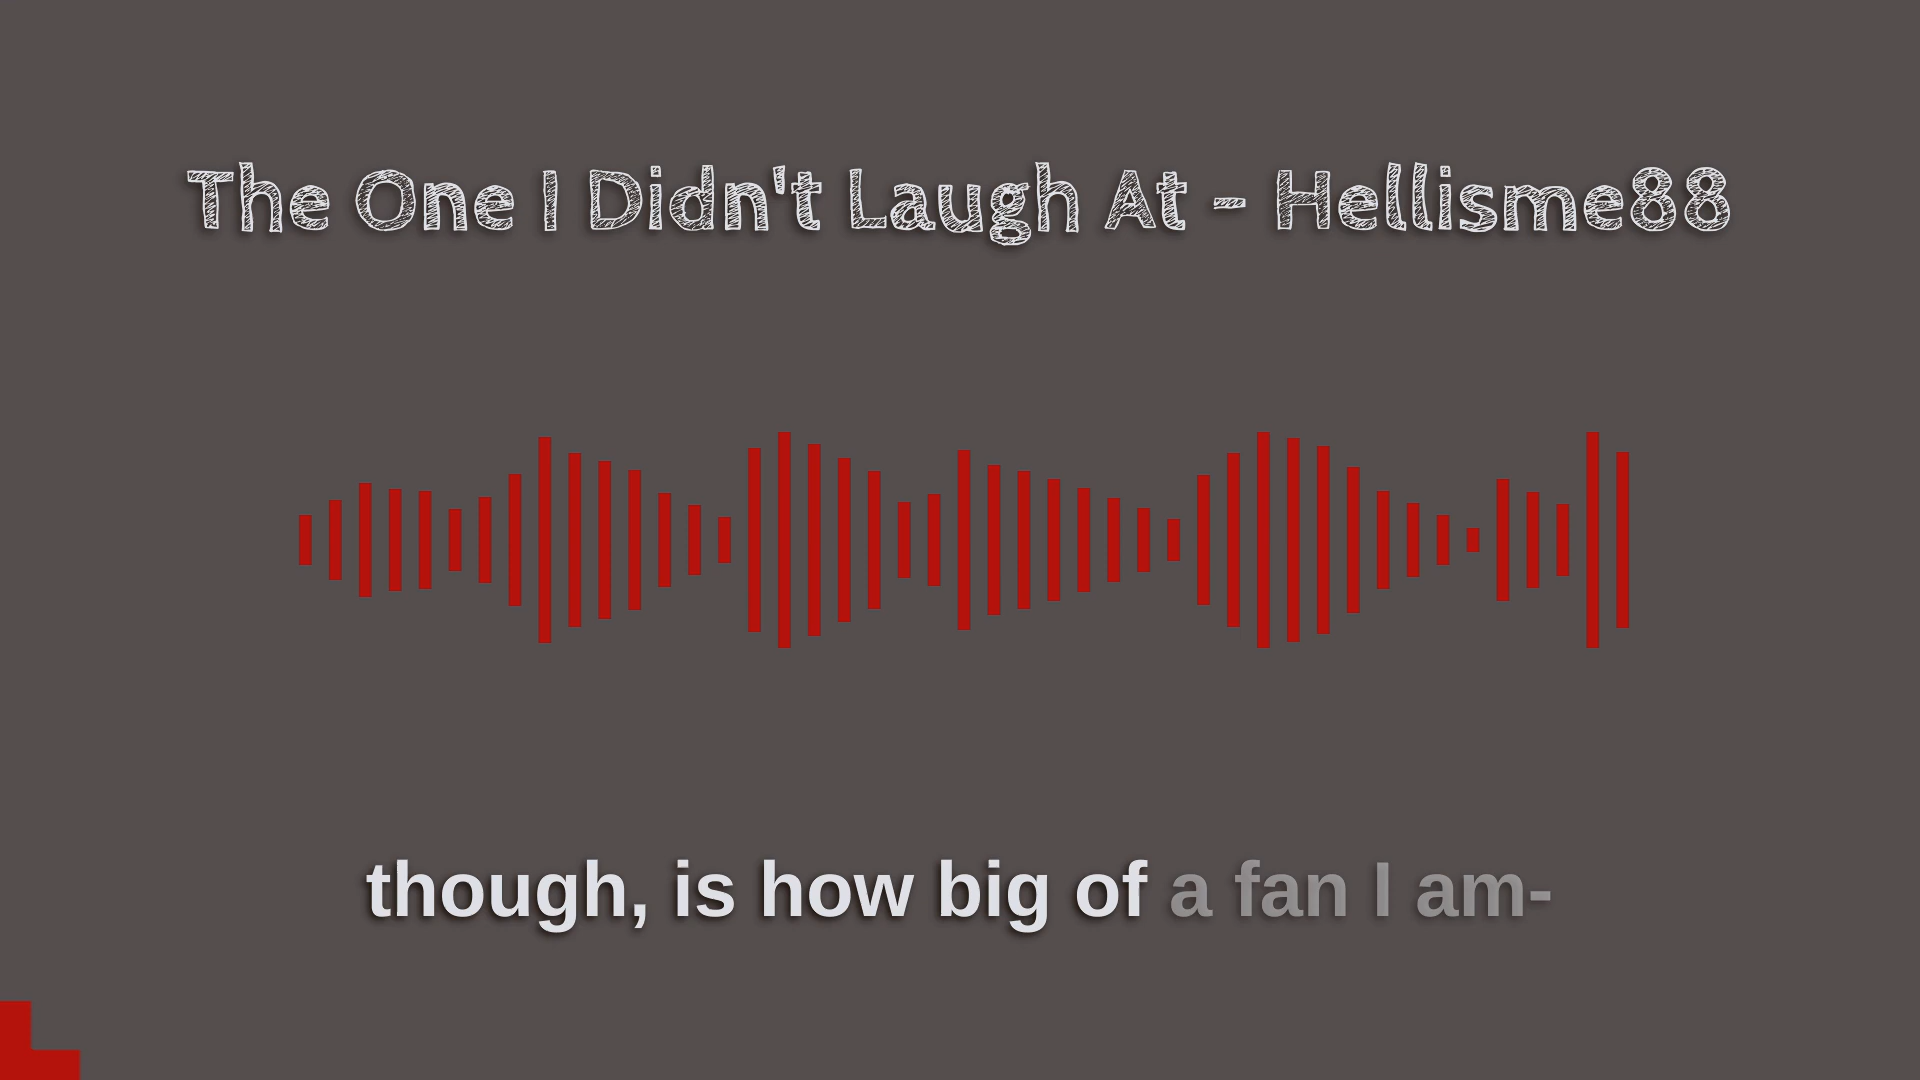 The One I Didn't Laugh At - Hellisme88
though, is how big of a fan I am-